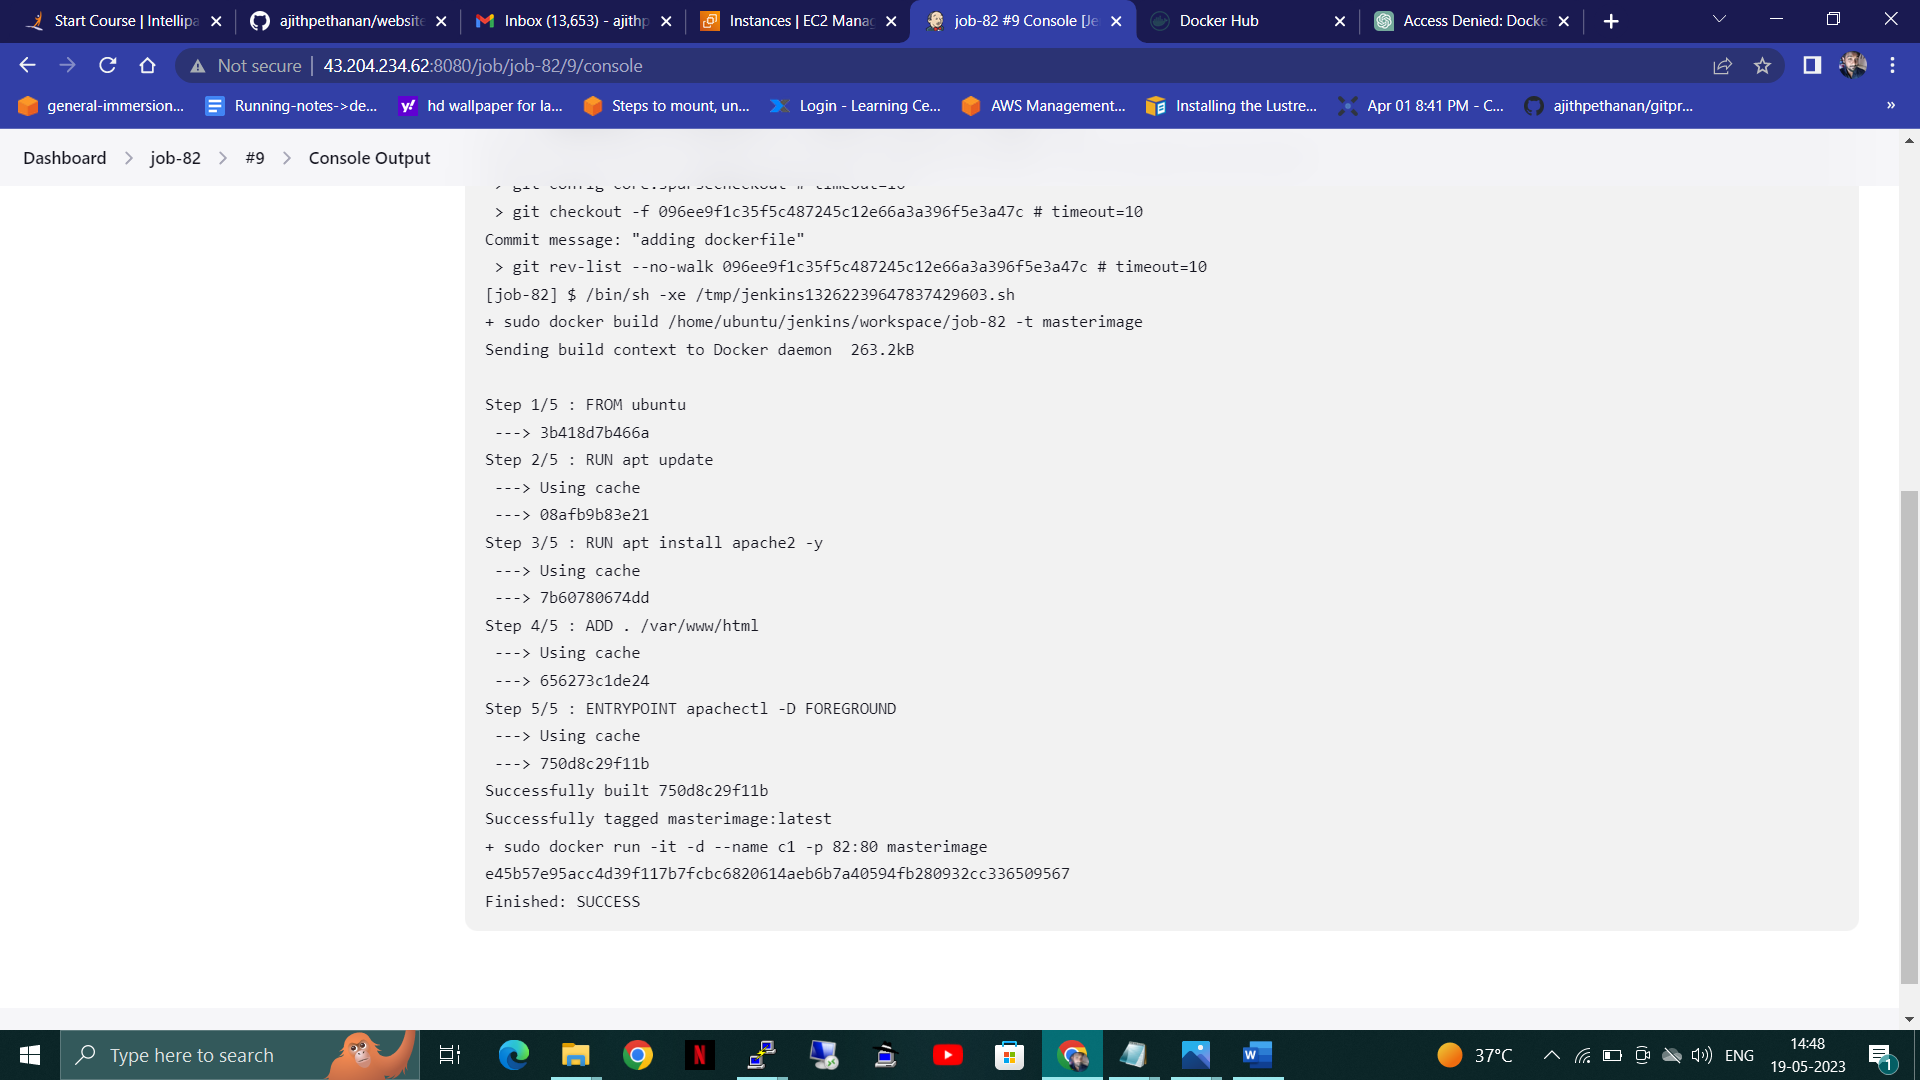 Start Course | Intellipa
ajithpethanan/website
Inbox (13,653) - ajithp
Instances | EC2 Manag
job-82 #9 Console [Je
Docker Hub
Access Denied: Docke
Not secure
43.204.234.62:8080/job/job-82/9/console
general-immersion...
Running-notes->de...
hd wallpaper for la...
Steps to mount, un...
Login - Learning Ce...
AWS Management...
Installing the Lustre...
Apr 01 8:41 PM - C...
ajithpethanan/gitpr...
»
Dashboard > job-82 > #9 > Console Output
> git config core.sparsecheckout # timeout=10
> git checkout -f 096ee9f1c35f5c487245c12e66a3a396f5e3a47c # timeout=10
Commit message: "adding dockerfile"
> git rev-list --no-walk 096ee9f1c35f5c487245c12e66a3a396f5e3a47c # timeout=10
[job-82] $ /bin/sh -xe /tmp/jenkins13262239647837429603.sh
+ sudo docker build /home/ubuntu/jenkins/workspace/job-82 -t masterimage
Sending build context to Docker daemon  263.2kB
Step 1/5 : FROM ubuntu
---> 3b418d7b466a
Step 2/5 : RUN apt update
---> Using cache
---> 08afb9b83e21
Step 3/5 : RUN apt install apache2 -y
---> Using cache
---> 7b60780674dd
Step 4/5 : ADD . /var/www/html
---> Using cache
---> 656273c1de24
Step 5/5 : ENTRYPOINT apachectl -D FOREGROUND
---> Using cache
---> 750d8c29f11b
Successfully built 750d8c29f11b
Successfully tagged masterimage:latest
+ sudo docker run -it -d --name c1 -p 82:80 masterimage
e45b57e95acc4d39f117b7fcbc6820614aeb6b7a40594fb280932cc336509567
Finished: SUCCESS
Type here to search
37°C
ENG
14:48
19-05-2023
1